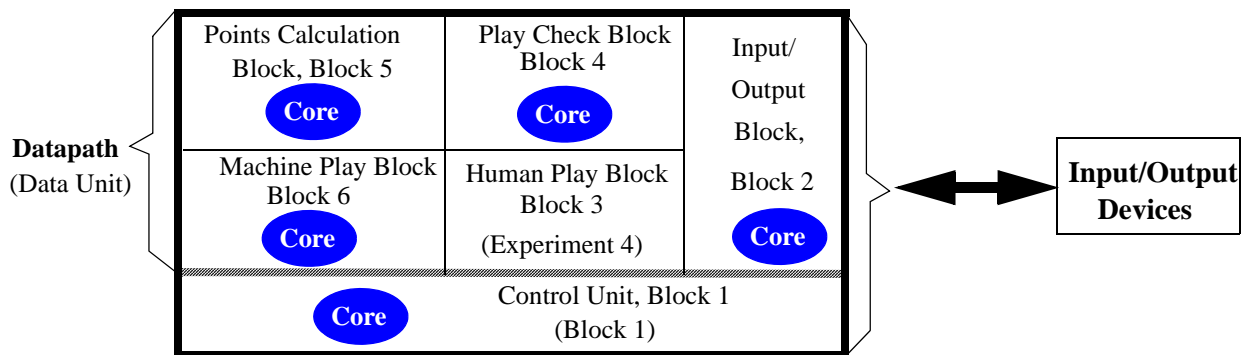 Points Calculation
Block, Block 5
Core
Play Check Block
Block 4
Core
Input/
Output
Block,
Block 2
Core
Datapath
(Data Unit)
Machine Play Block
Block 6
Core
Human Play Block
Block 3
(Experiment 4)
Input/Output
Devices
Core
Control Unit, Block 1
(Block 1)